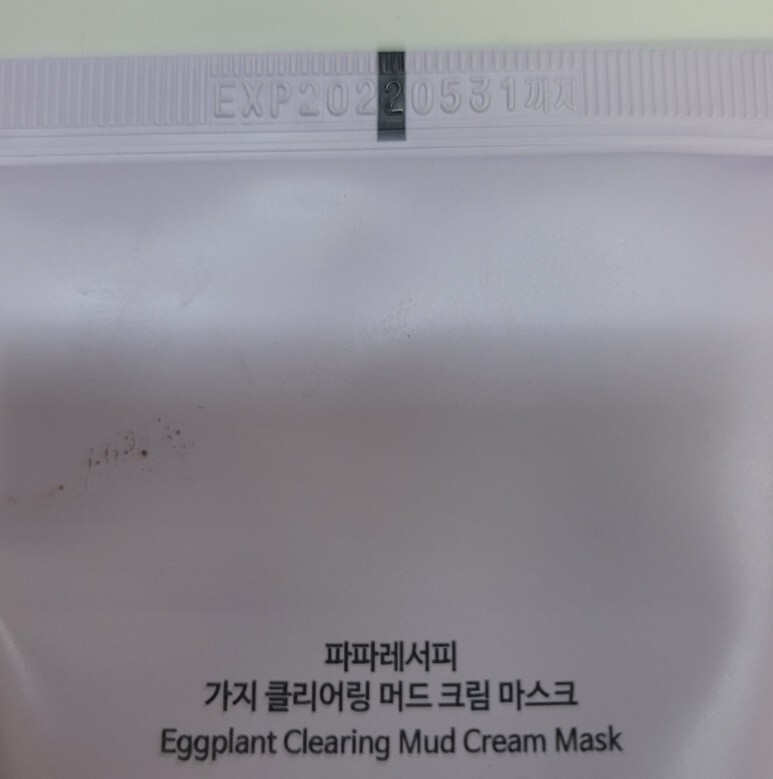 EXP20220531까지
파파레서피
가지 클리어링 머드 크림 마스크
Eggplant Clearing Mud Cream Mask